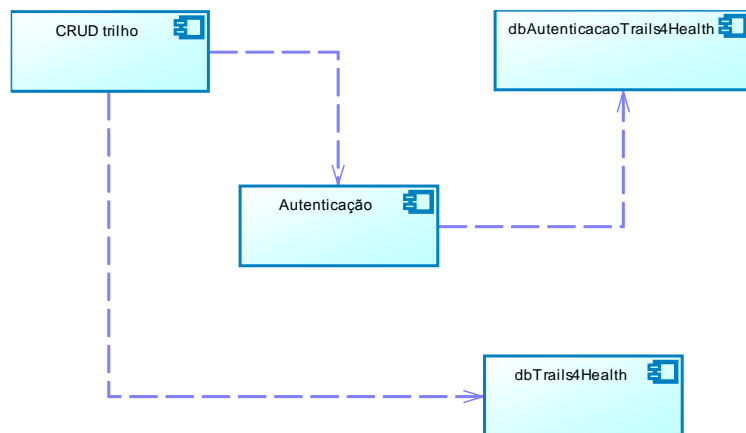 CRUD trilho
dbAutenticacaoTrails4Health
Autenticação
dbTrails4Health